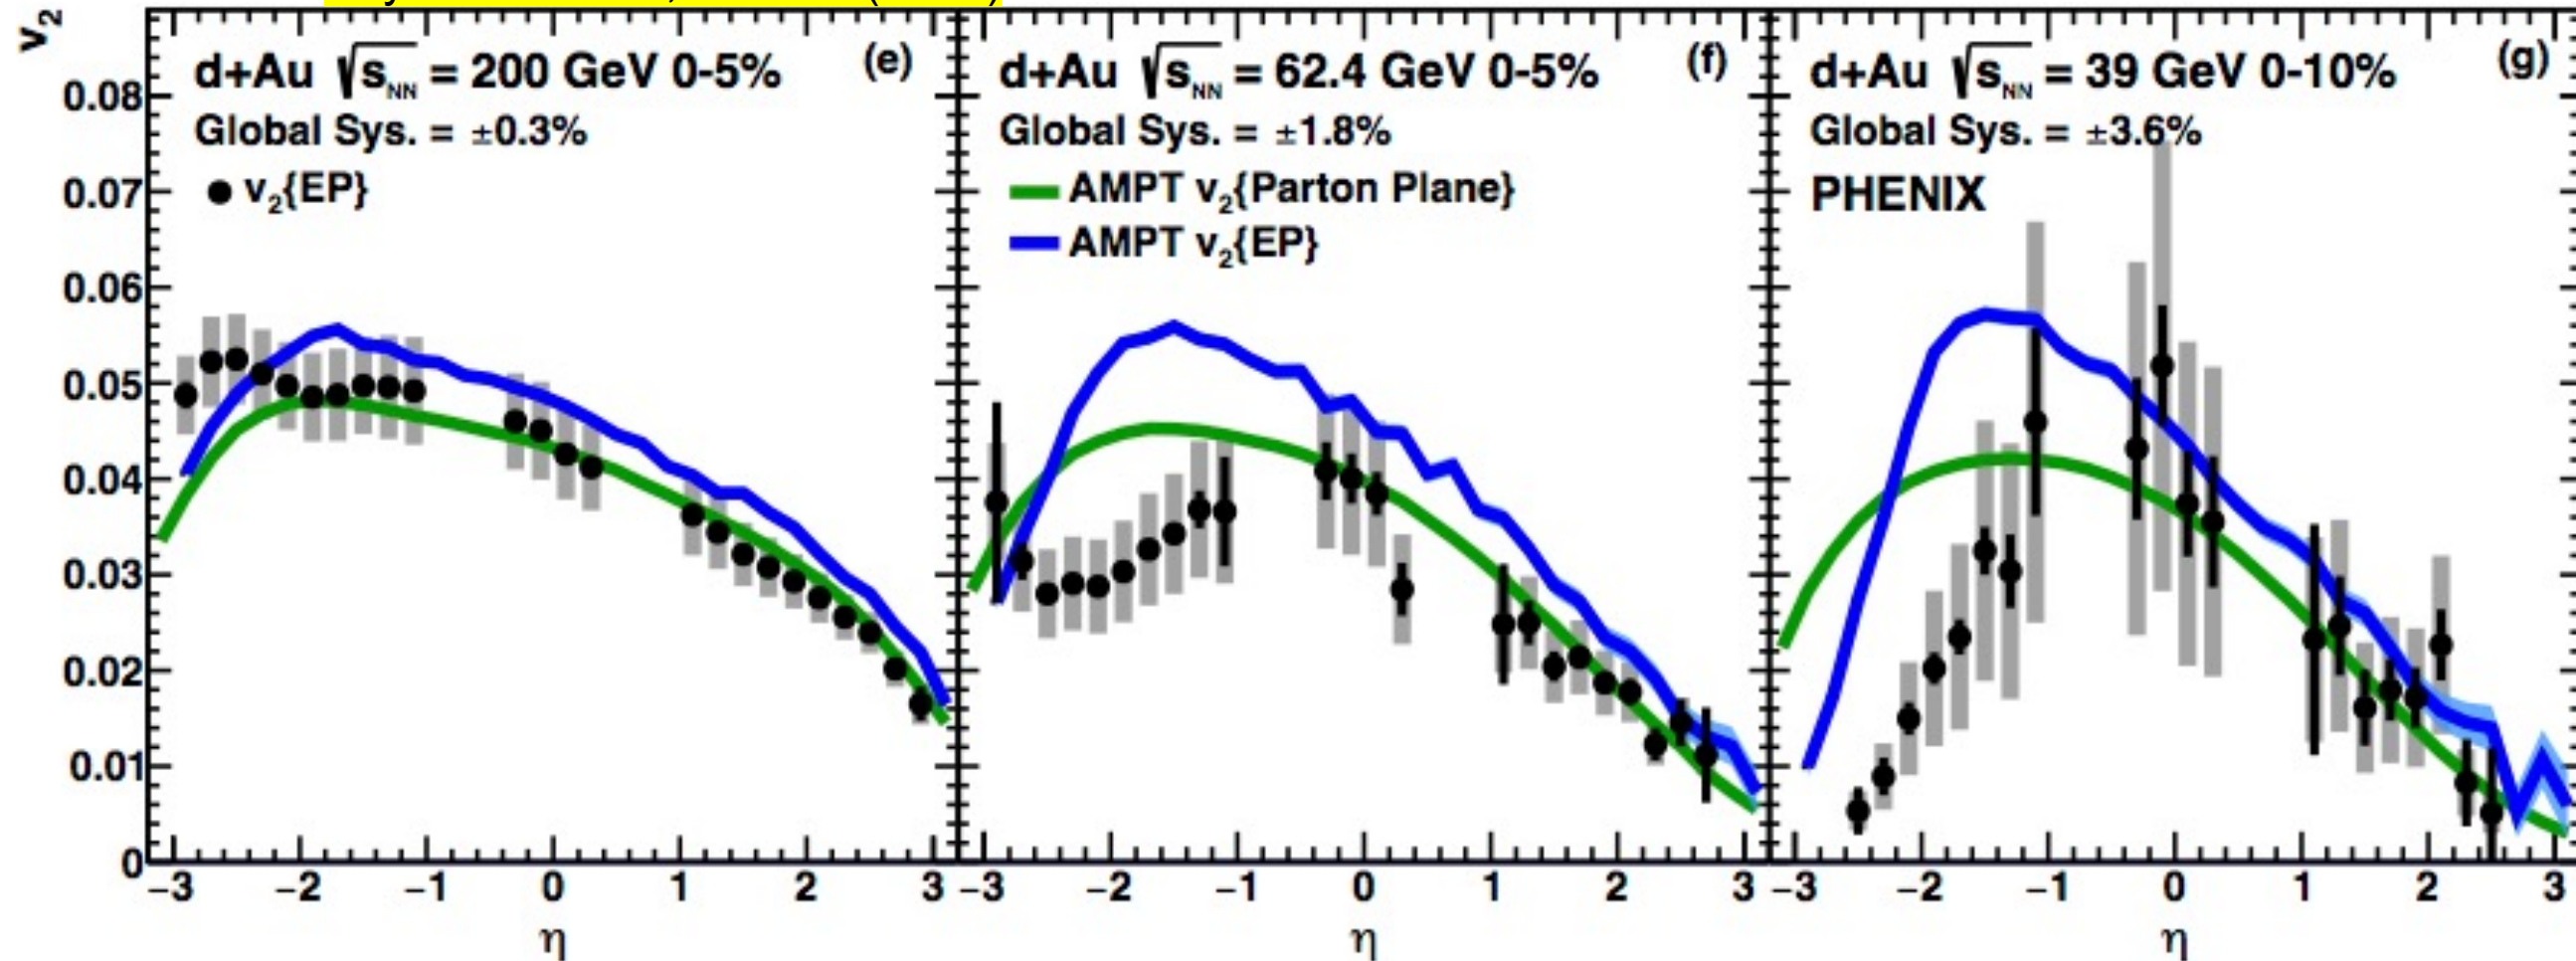 v₂
d+Au √sNN = 200 GeV 0-5% (e)
Global Sys. = ±0.3%
v₂{EP}
d+Au √sNN = 62.4 GeV 0-5% (f)
Global Sys. = ±1.8%
AMPT v₂{Parton Plane}
AMPT v₂{EP}
d+Au √sNN = 39 GeV 0-10% (g)
Global Sys. = ±3.6%
PHENIX
0.08
0.07
0.06
0.05
0.04
0.03
0.02
0.01
0
−3 −2 −1 0 1 2 3
−3 −2 −1 0 1 2 3
−3 −2 −1 0 1 2 3
η
η
η